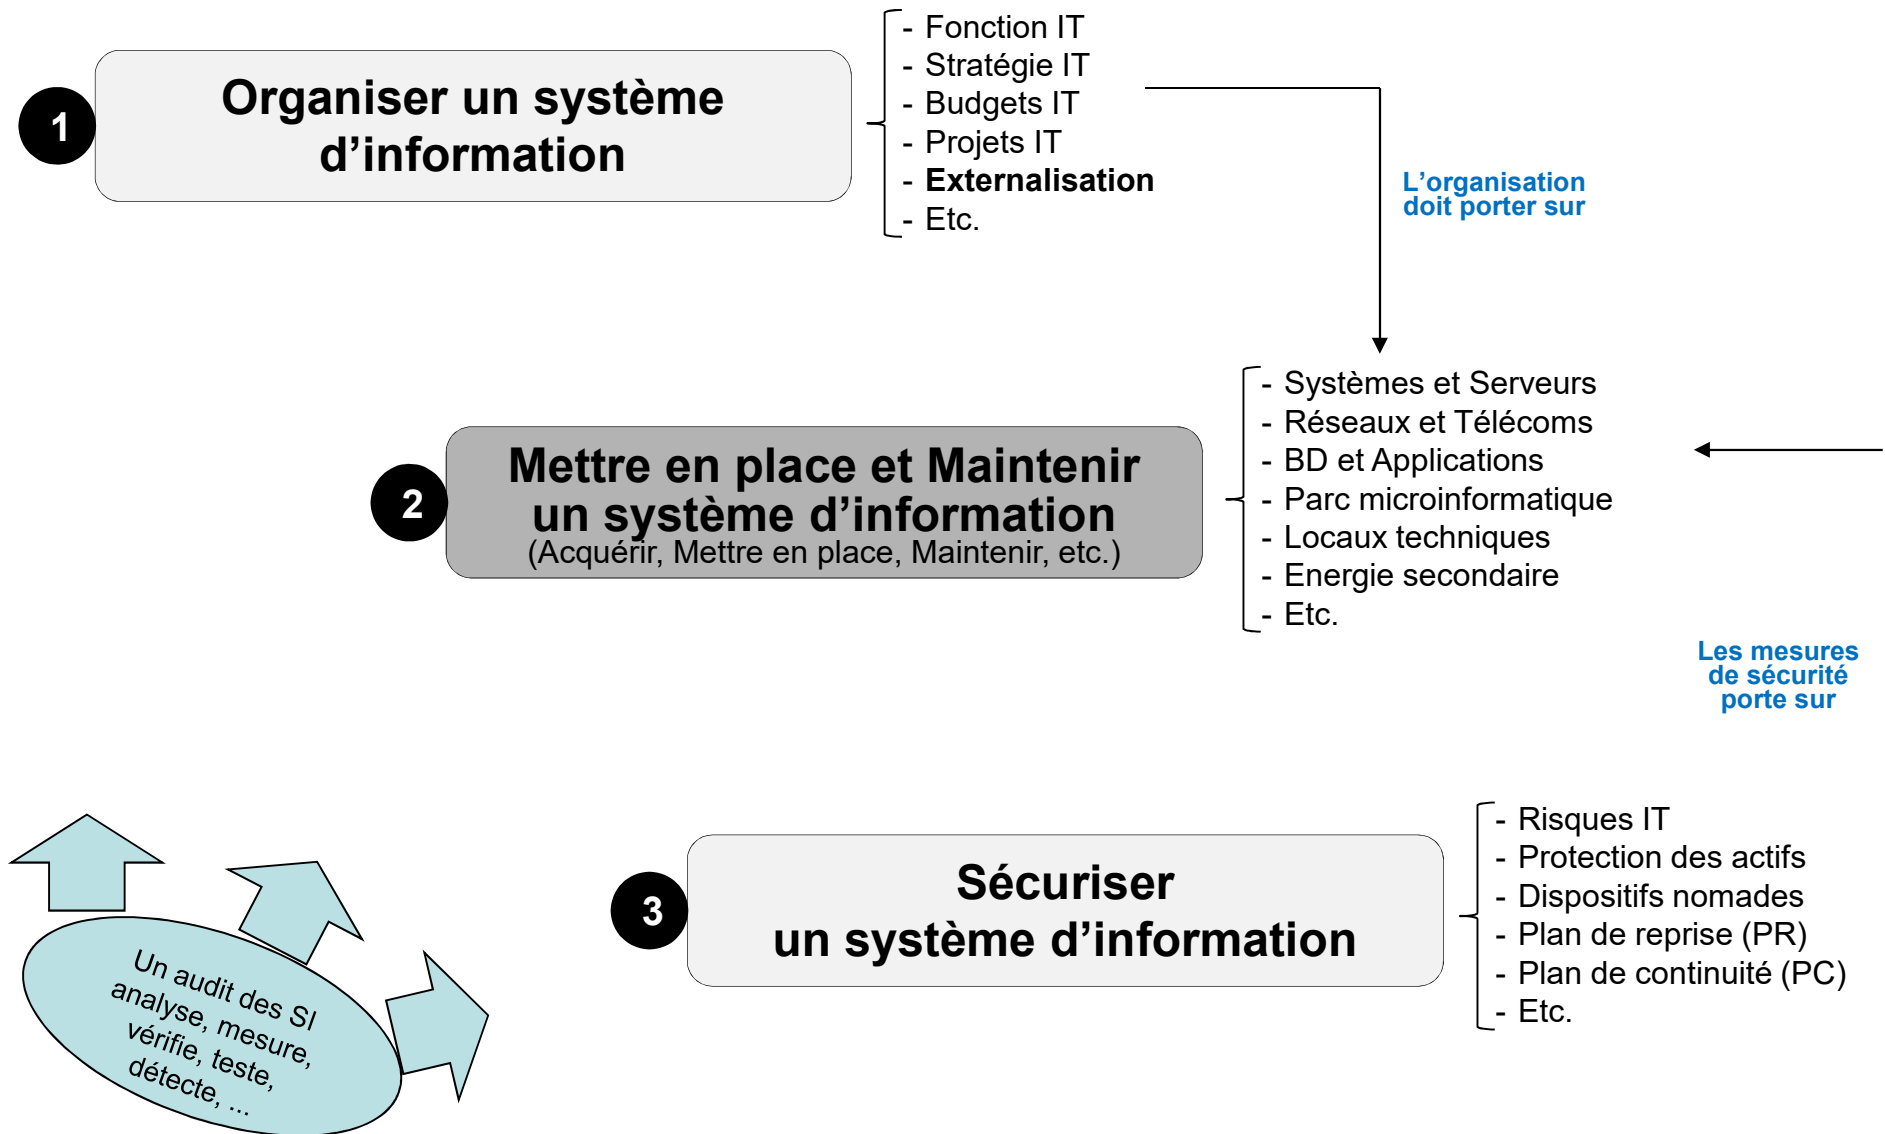 1
Organiser un système
d’information
- Fonction IT
- Stratégie IT
- Budgets IT
- Projets IT
- Externalisation
- Etc.
L’organisation
doit porter sur
2
Mettre en place et Maintenir
un système d’information
(Acquérir, Mettre en place, Maintenir, etc.)
- Systèmes et Serveurs
- Réseaux et Télécoms
- BD et Applications
- Parc microinformatique
- Locaux techniques
- Energie secondaire
- Etc.
Les mesures
de sécurité
porte sur
3
Sécuriser
un système d’information
- Risques IT
- Protection des actifs
- Dispositifs nomades
- Plan de reprise (PR)
- Plan de continuité (PC)
- Etc.
Un audit des SI
analyse, mesure,
vérifie, teste,
détecte, ...